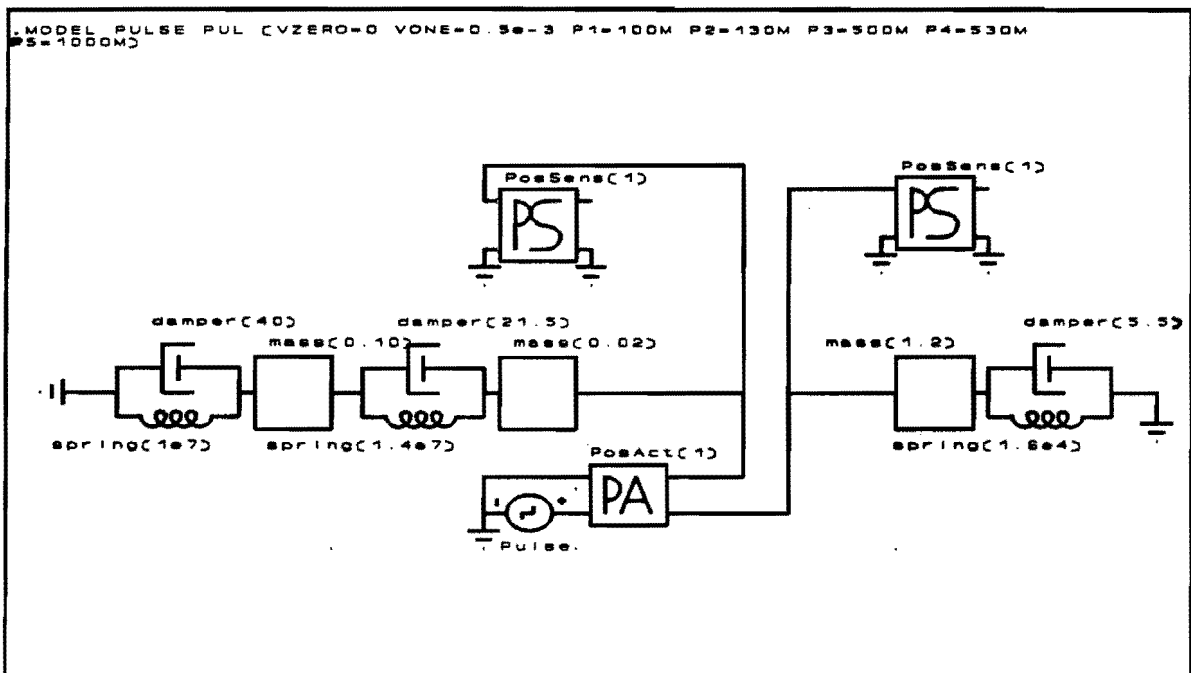 .MODEL PULSE PUL (VZERO=0 VONE=0.5e-3 P1=100M P2=130M P3=500M P4=530M
P5=1000M)
PosSens(1)
PosSens(1)
PS
PS
damper(40)
damper(21.5)
damper(5.5)
mass(0.10)
mass(0.02)
mass(1.2)
spring(1e7)
spring(1.4e7)
spring(1.6e4)
PosAct(1)
PA
- +
Pulse